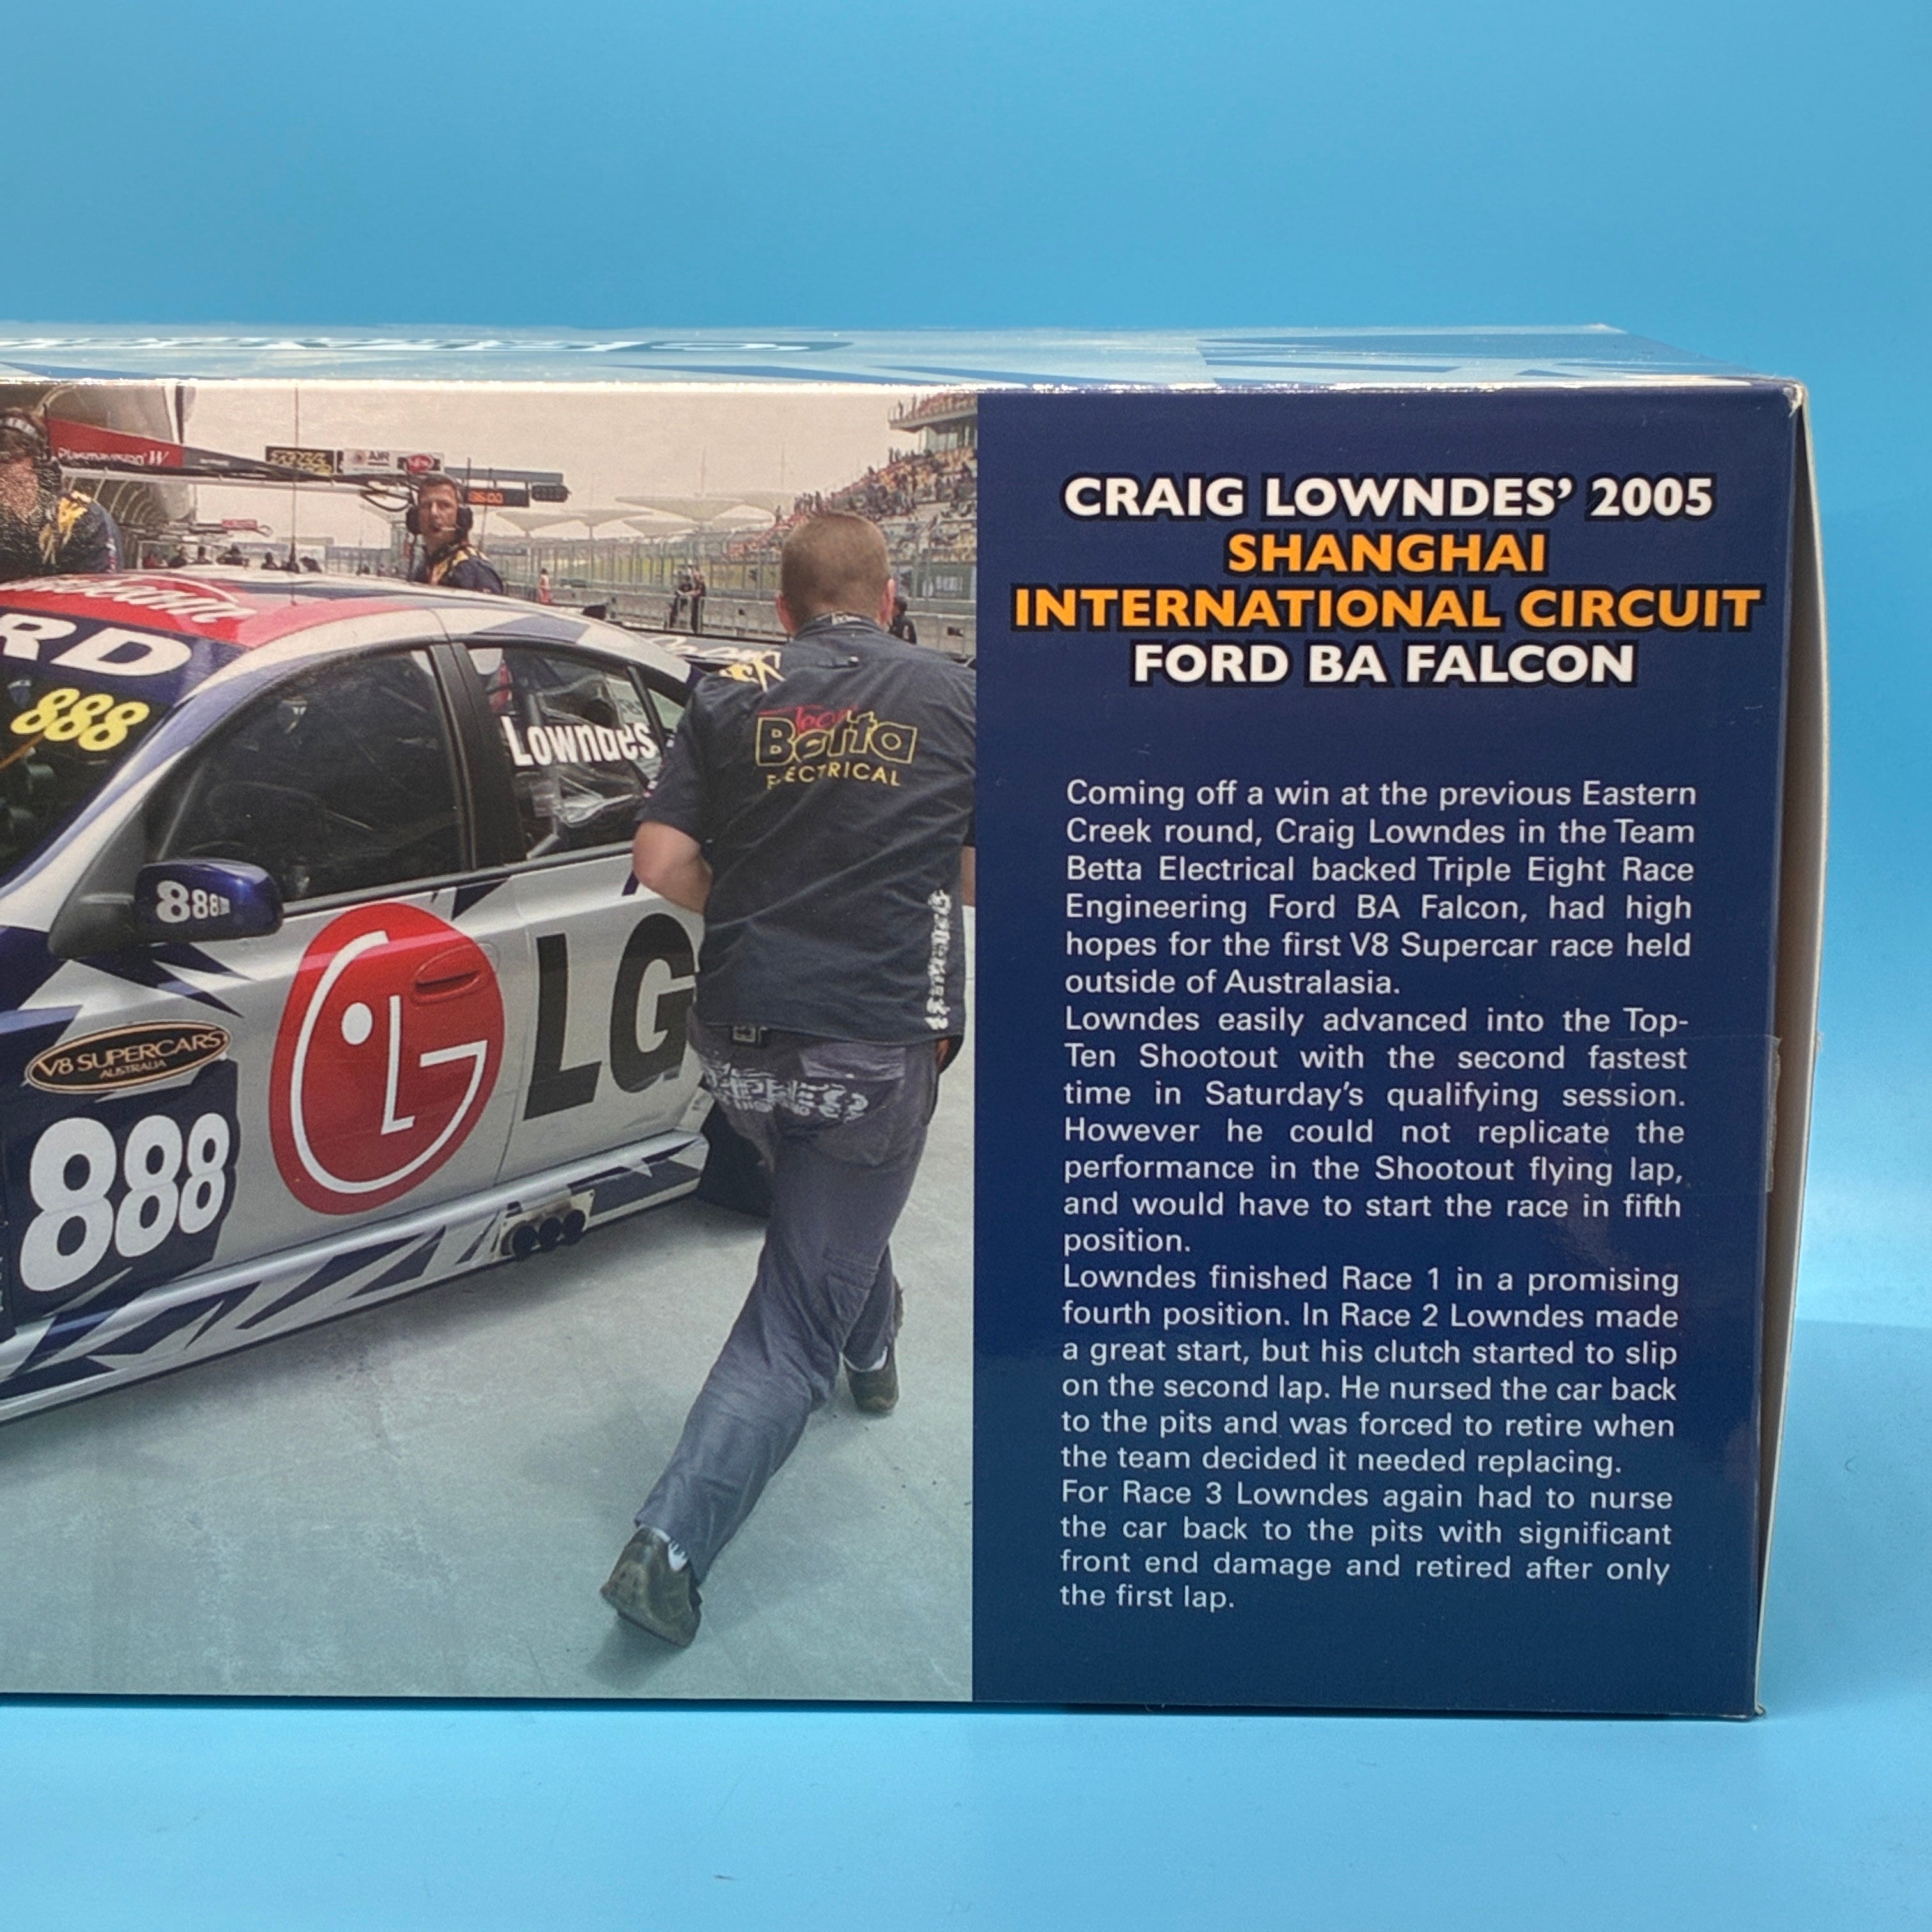 Plasmavision W
AIR
FORD
888
Lowndes
Team
Betta
ELECTRICAL
888
LG
V8 SUPERCARS
AUSTRALIA
888
888
CRAIG LOWNDES’ 2005
SHANGHAI
INTERNATIONAL CIRCUIT
FORD BA FALCON
Coming off a win at the previous Eastern
Creek round, Craig Lowndes in the Team
Betta Electrical backed Triple Eight Race
Engineering Ford BA Falcon, had high
hopes for the first V8 Supercar race held
outside of Australasia.
Lowndes easily advanced into the Top-
Ten Shootout with the second fastest
time in Saturday’s qualifying session.
However he could not replicate the
performance in the Shootout flying lap,
and would have to start the race in fifth
position.
Lowndes finished Race 1 in a promising
fourth position. In Race 2 Lowndes made
a great start, but his clutch started to slip
on the second lap. He nursed the car back
to the pits and was forced to retire when
the team decided it needed replacing.
For Race 3 Lowndes again had to nurse
the car back to the pits with significant
front end damage and retired after only
the first lap.